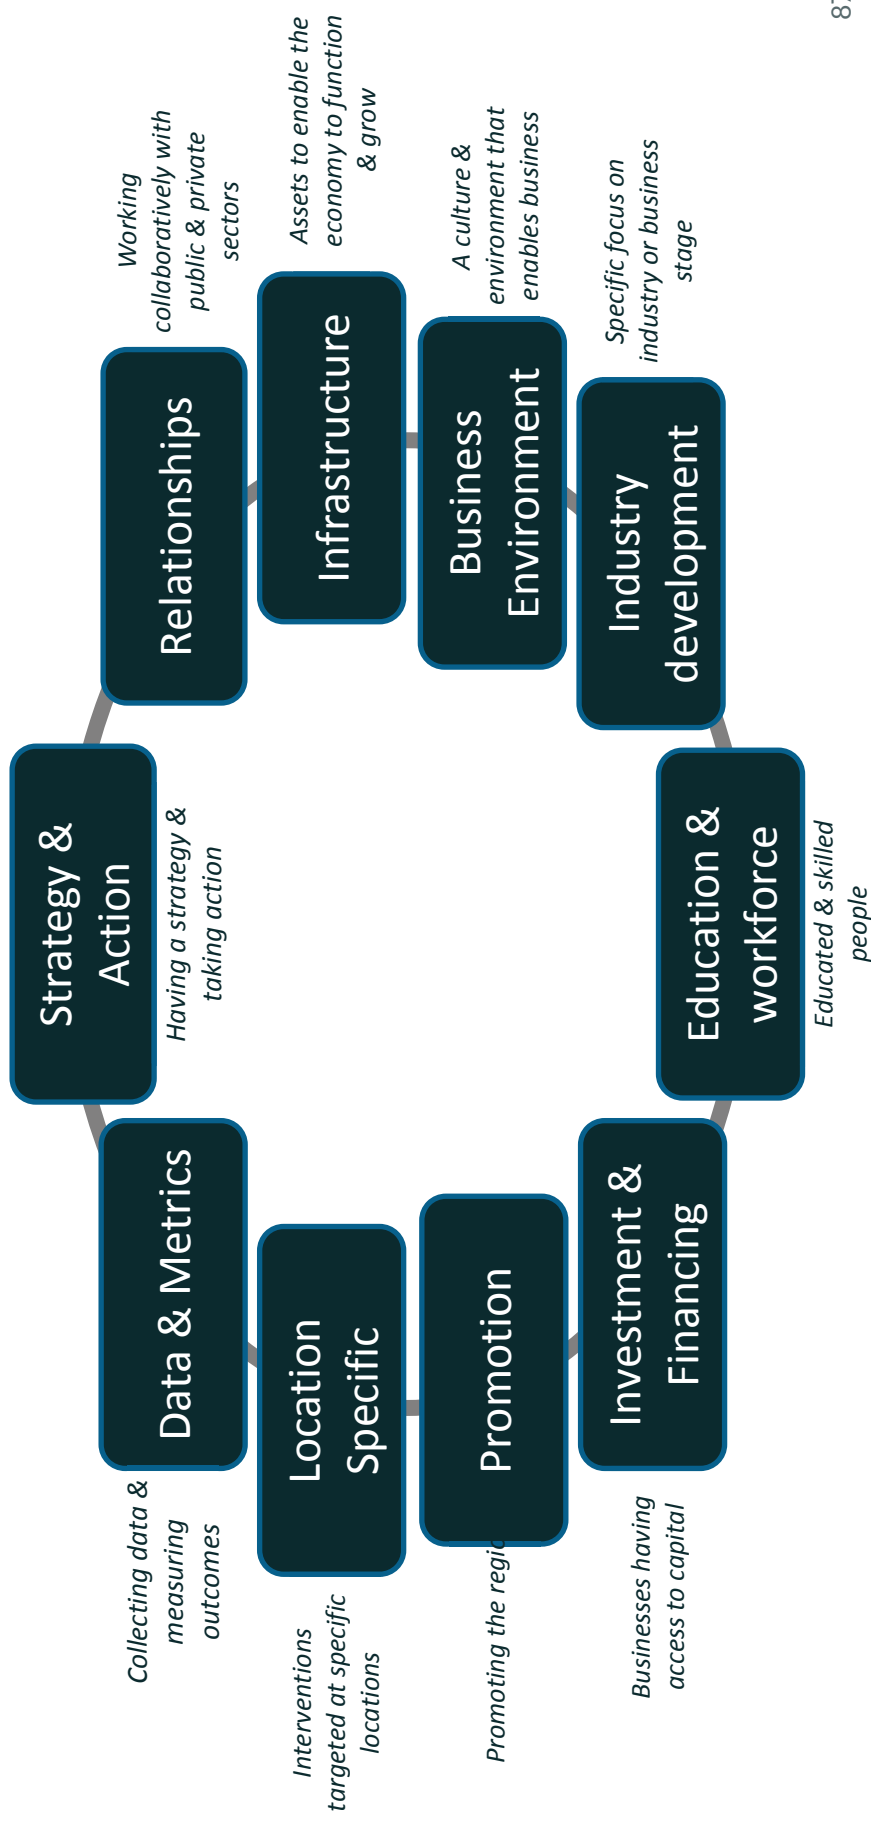 Strategy &
Action
Having a strategy &
taking action
Relationships
Working
collaboratively with
public & private
sectors
Infrastructure
Assets to enable the
economy to function
& grow
Business
Environment
A culture &
environment that
enables business
Industry
development
Specific focus on
industry or business
stage
Education &
workforce
Educated & skilled
people
Investment &
Financing
Businesses having
access to capital
Promotion
Promoting the
Location
Specific
Interventions
targeted at specific
locations
Data & Metrics
Collecting data &
measuring
outcomes